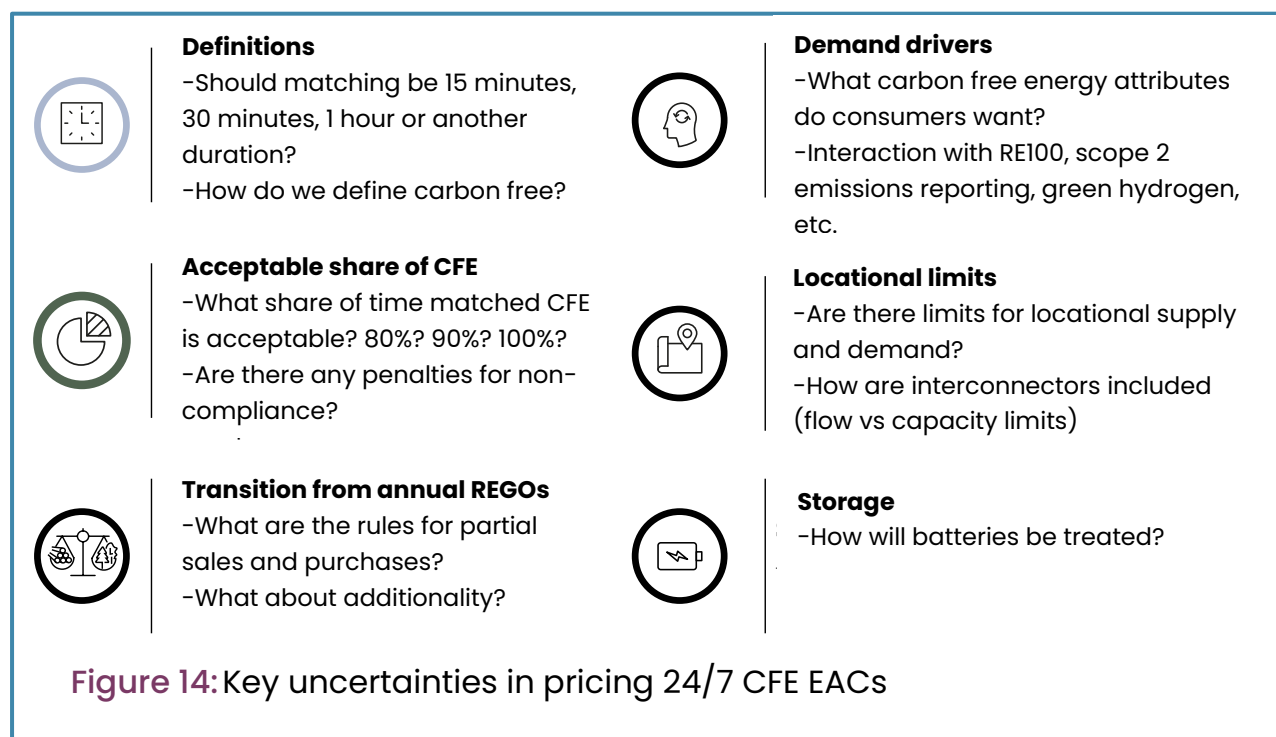 Definitions
-Should matching be 15 minutes,
30 minutes, 1 hour or another
duration?
-How do we define carbon free?
Demand drivers
-What carbon free energy attributes
do consumers want?
-Interaction with RE100, scope 2
emissions reporting, green hydrogen,
etc.
Acceptable share of CFE
-What share of time matched CFE
is acceptable? 80%? 90%? 100%?
-Are there any penalties for non-
compliance?
Locational limits
-Are there limits for locational supply
and demand?
-How are interconnectors included
(flow vs capacity limits)
Transition from annual REGOs
-What are the rules for partial
sales and purchases?
-What about additionality?
Storage
-How will batteries be treated?
Figure 14: Key uncertainties in pricing 24/7 CFE EACs